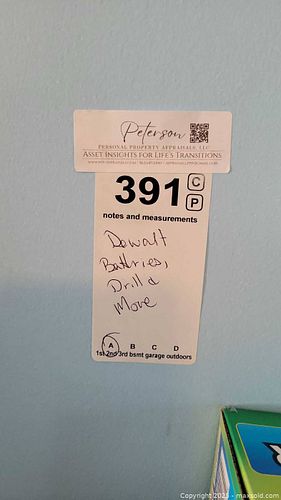 Peterson
PERSONAL PROPERTY APPRAISALS, LLC
ASSET INSIGHTS FOR LIFE'S TRANSITIONS
391 C
P
notes and measurements
Dewalt
Batteries,
Drill &
More
A B C D
1st 2nd 3rd bsmt garage outdoors
Copyright 2025 - maxsold.com